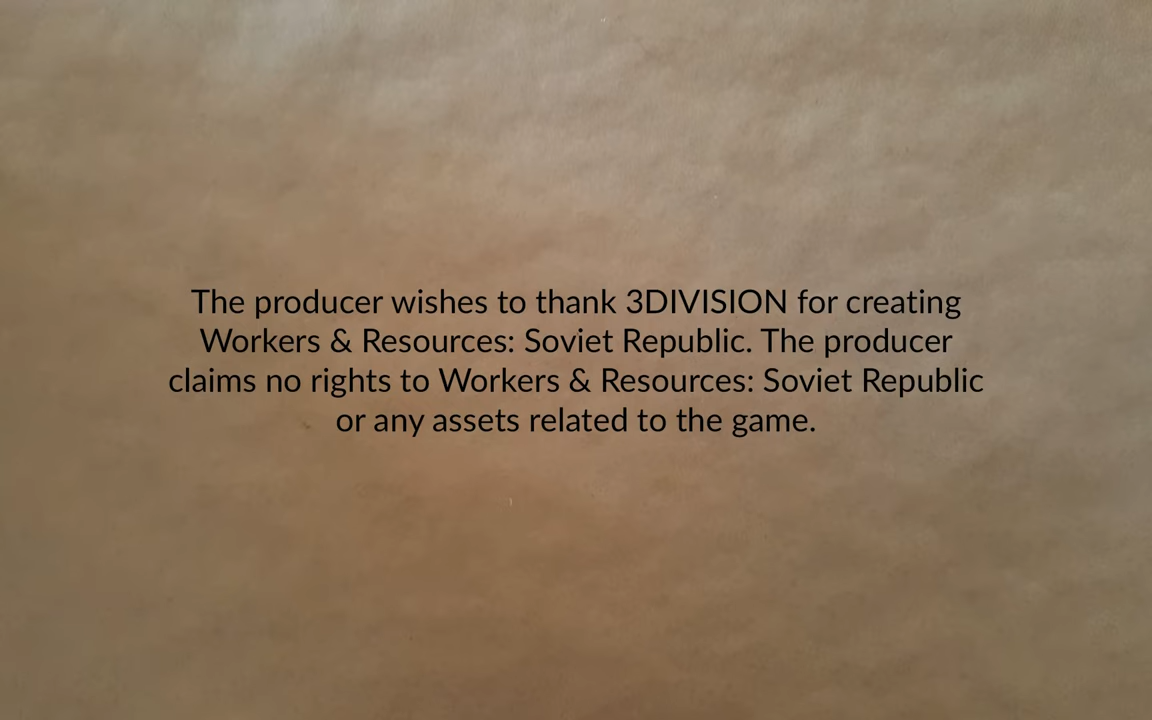 The producer wishes to thank 3DIVISION for creating
Workers & Resources: Soviet Republic. The producer
claims no rights to Workers & Resources: Soviet Republic
or any assets related to the game.